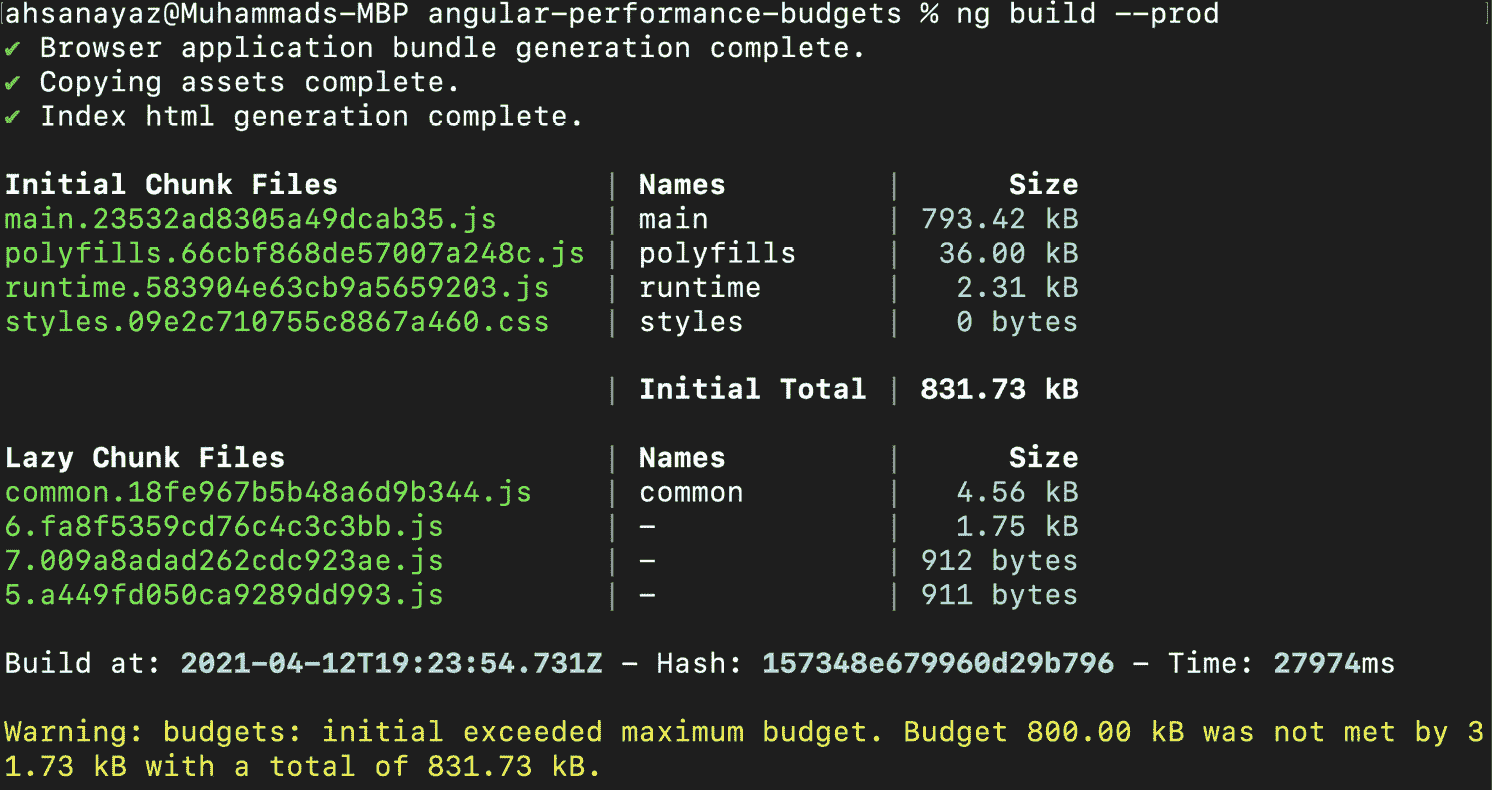 ahsanayaz@Muhammads-MBP angular-performance-budgets % ng build --prod
✔ Browser application bundle generation complete.
✔ Copying assets complete.
✔ Index html generation complete.
Initial Chunk Files | Names | Size
main.23532ad8305a49dcab35.js | main | 793.42 kB
polyfills.66cbf868de57007a248c.js | polyfills | 36.00 kB
runtime.583904e63cb9a5659203.js | runtime | 2.31 kB
styles.09e2c710755c8867a460.css | styles | 0 bytes
| Initial Total | 831.73 kB
Lazy Chunk Files | Names | Size
common.18fe967b5b48a6d9b344.js | common | 4.56 kB
6.fa8f5359cd76c4c3c3bb.js | - | 1.75 kB
7.009a8adad262cdc923ae.js | - | 912 bytes
5.a449fd050ca9289dd993.js | - | 911 bytes
Build at: 2021-04-12T19:23:54.731Z - Hash: 157348e679960d29b796 - Time: 27974ms
Warning: budgets: initial exceeded maximum budget. Budget 800.00 kB was not met by 3
1.73 kB with a total of 831.73 kB.